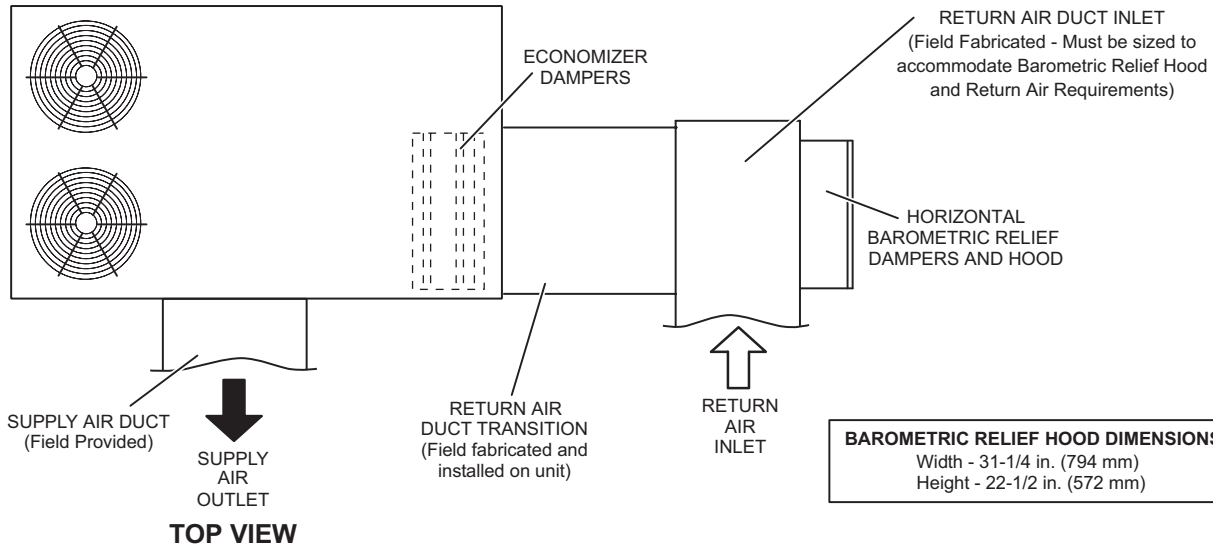 RETURN AIR DUCT INLET
(Field Fabricated - Must be sized to
accommodate Barometric Relief Hood
and Return Air Requirements)
ECONOMIZER
DAMPERS
HORIZONTAL
BAROMETRIC RELIEF
DAMPERS AND HOOD
SUPPLY AIR DUCT
(Field Provided)
SUPPLY
AIR
OUTLET
RETURN AIR
DUCT TRANSITION
(Field fabricated and
installed on unit)
RETURN
AIR
INLET
BAROMETRIC RELIEF HOOD DIMENSIONS
Width - 31-1/4 in. (794 mm)
Height - 22-1/2 in. (572 mm)
TOP VIEW